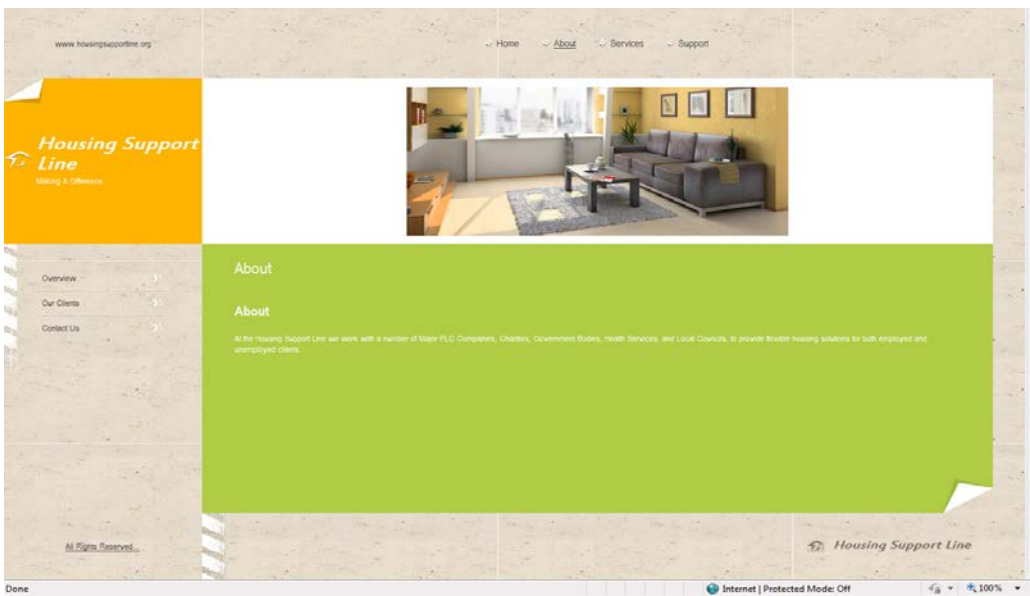 www.housingsupportline.org
Home About Services Support
Housing Support
Line
Making A Difference
Overview
Our Clients
Contact Us
About
About
At the Housing Support Line we work with a number of Major PLC Companies, Charities, Government Bodies, Health Services, and Local Councils, to provide flexible housing solutions for both employed and
unemployed clients
All Rights Reserved...
Housing Support Line
Done
Internet | Protected Mode: Off
100%